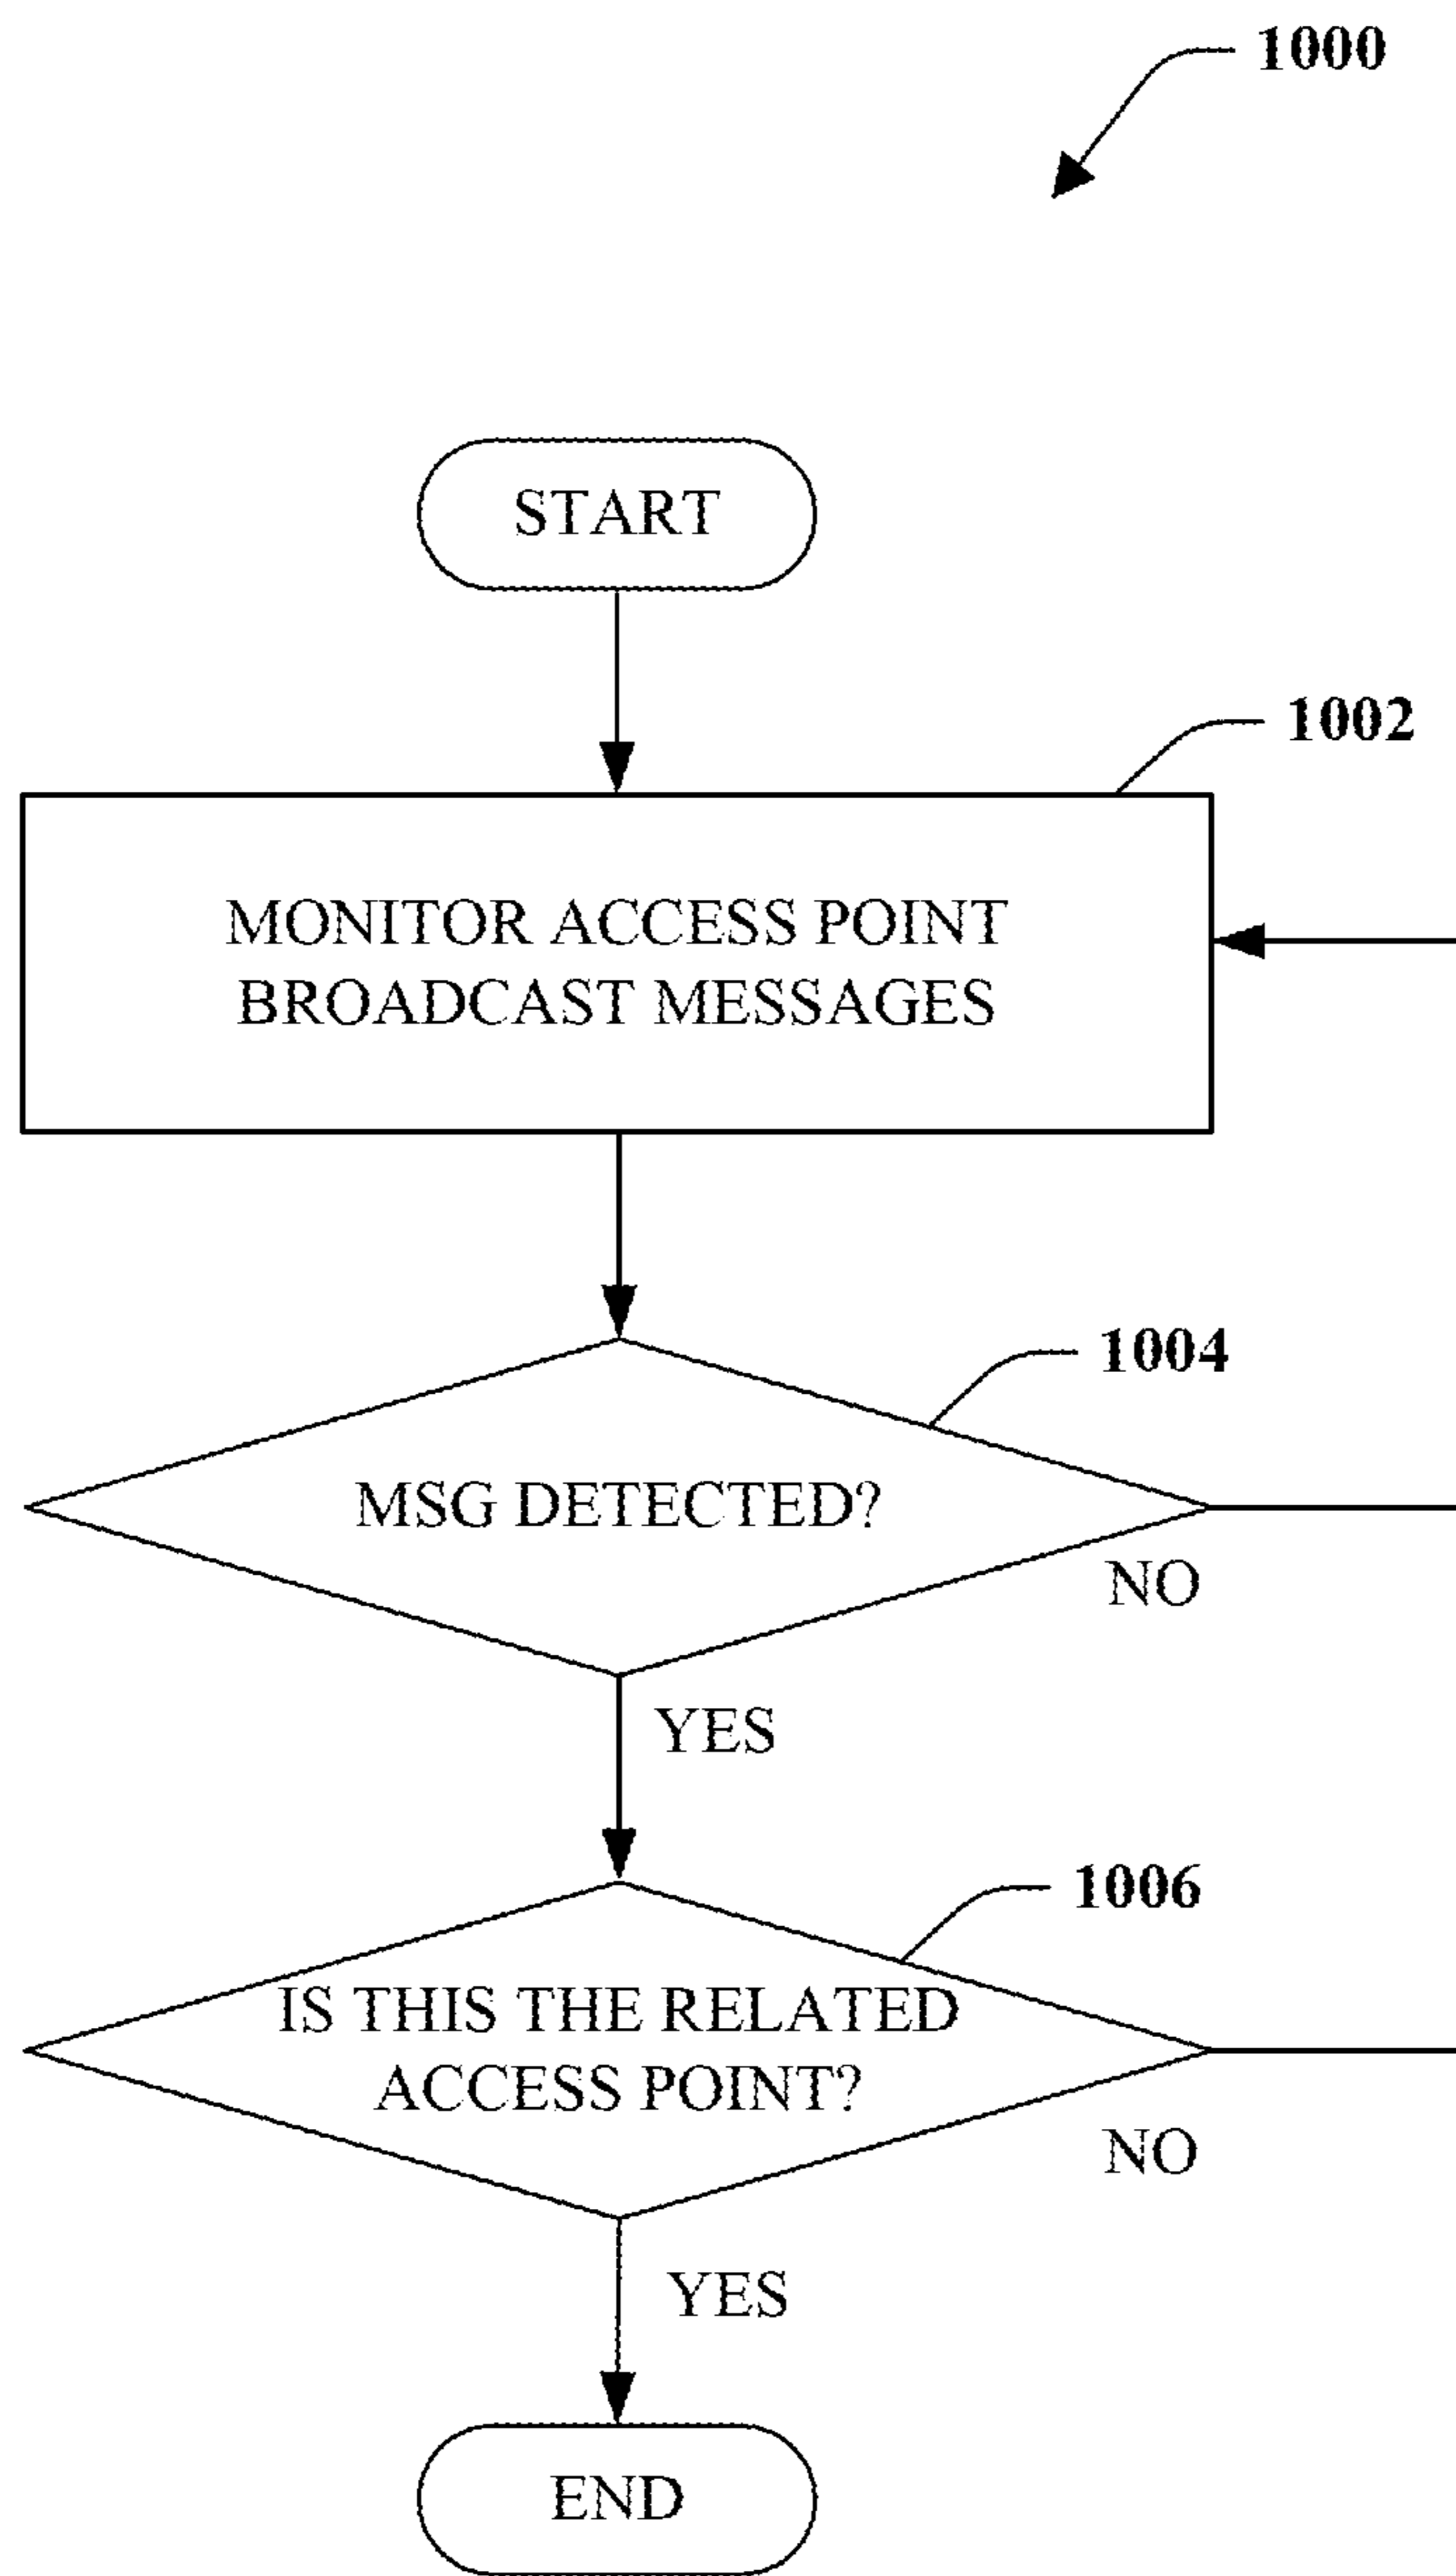 1000
START
1002
MONITOR ACCESS POINT
BROADCAST MESSAGES
1004
MSG DETECTED?
NO
YES
1006
IS THIS THE RELATED
ACCESS POINT?
NO
YES
END